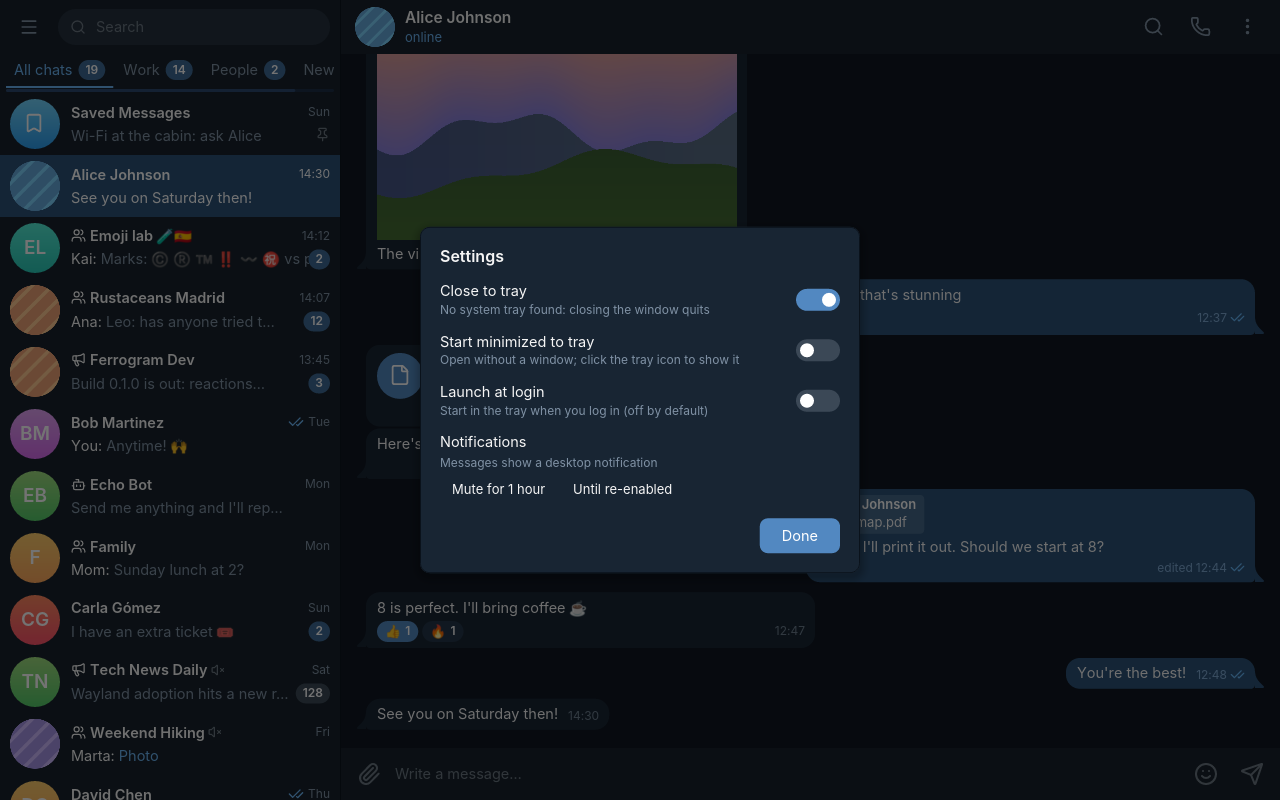 Search
All chats 19 Work 14 People 2 New
Saved Messages Sun
Wi-Fi at the cabin: ask Alice
Alice Johnson 14:30
See you on Saturday then!
EL Emoji lab 🧪🇪🇸 14:12
Kai: Marks: ©️ ®️ ™️ ‼️ 〰️ ㊗️ vs 2
Rustaceans Madrid 14:07
Ana: Leo: has anyone tried t... 12
Ferrogram Dev 13:45
Build 0.1.0 is out: reactions... 3
BM Bob Martinez Tue
You: Anytime! 🙌
EB Echo Bot Mon
Send me anything and I'll rep...
F Family Mon
Mom: Sunday lunch at 2?
CG Carla Gómez Sun
I have an extra ticket 🎟️ 2
TN Tech News Daily Sat
Wayland adoption hits a new r... 128
Weekend Hiking Fri
Marta: Photo
David Chen Thu
Alice Johnson
online
The vi
that's stunning
12:37
Here's
Johnson
map.pdf
I'll print it out. Should we start at 8?
edited 12:44
8 is perfect. I'll bring coffee ☕
👍 1 🔥 1 12:47
You're the best! 12:48
See you on Saturday then! 14:30
Write a message...
Settings
Close to tray
No system tray found: closing the window quits
Start minimized to tray
Open without a window; click the tray icon to show it
Launch at login
Start in the tray when you log in (off by default)
Notifications
Messages show a desktop notification
Mute for 1 hour Until re-enabled
Done